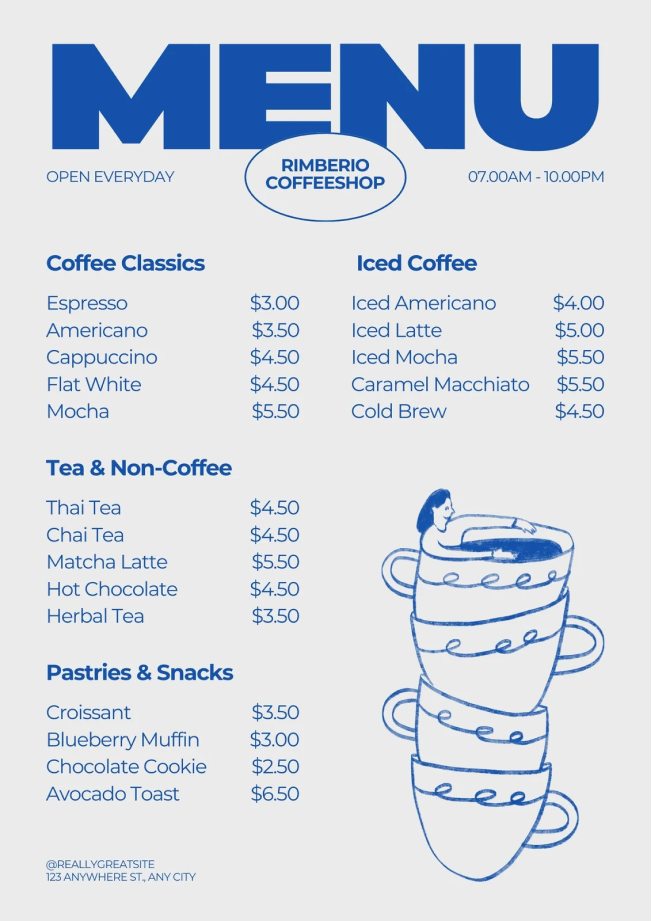 MENU
OPEN EVERYDAY
RIMBERIO
COFFEESHOP
07.00AM - 10.00PM
Coffee Classics
Espresso $3.00
Americano $3.50
Cappuccino $4.50
Flat White $4.50
Mocha $5.50
Iced Coffee
Iced Americano $4.00
Iced Latte $5.00
Iced Mocha $5.50
Caramel Macchiato $5.50
Cold Brew $4.50
Tea & Non-Coffee
Thai Tea $4.50
Chai Tea $4.50
Matcha Latte $5.50
Hot Chocolate $4.50
Herbal Tea $3.50
Pastries & Snacks
Croissant $3.50
Blueberry Muffin $3.00
Chocolate Cookie $2.50
Avocado Toast $6.50
@REALLYGREATSITE
123 ANYWHERE ST., ANY CITY